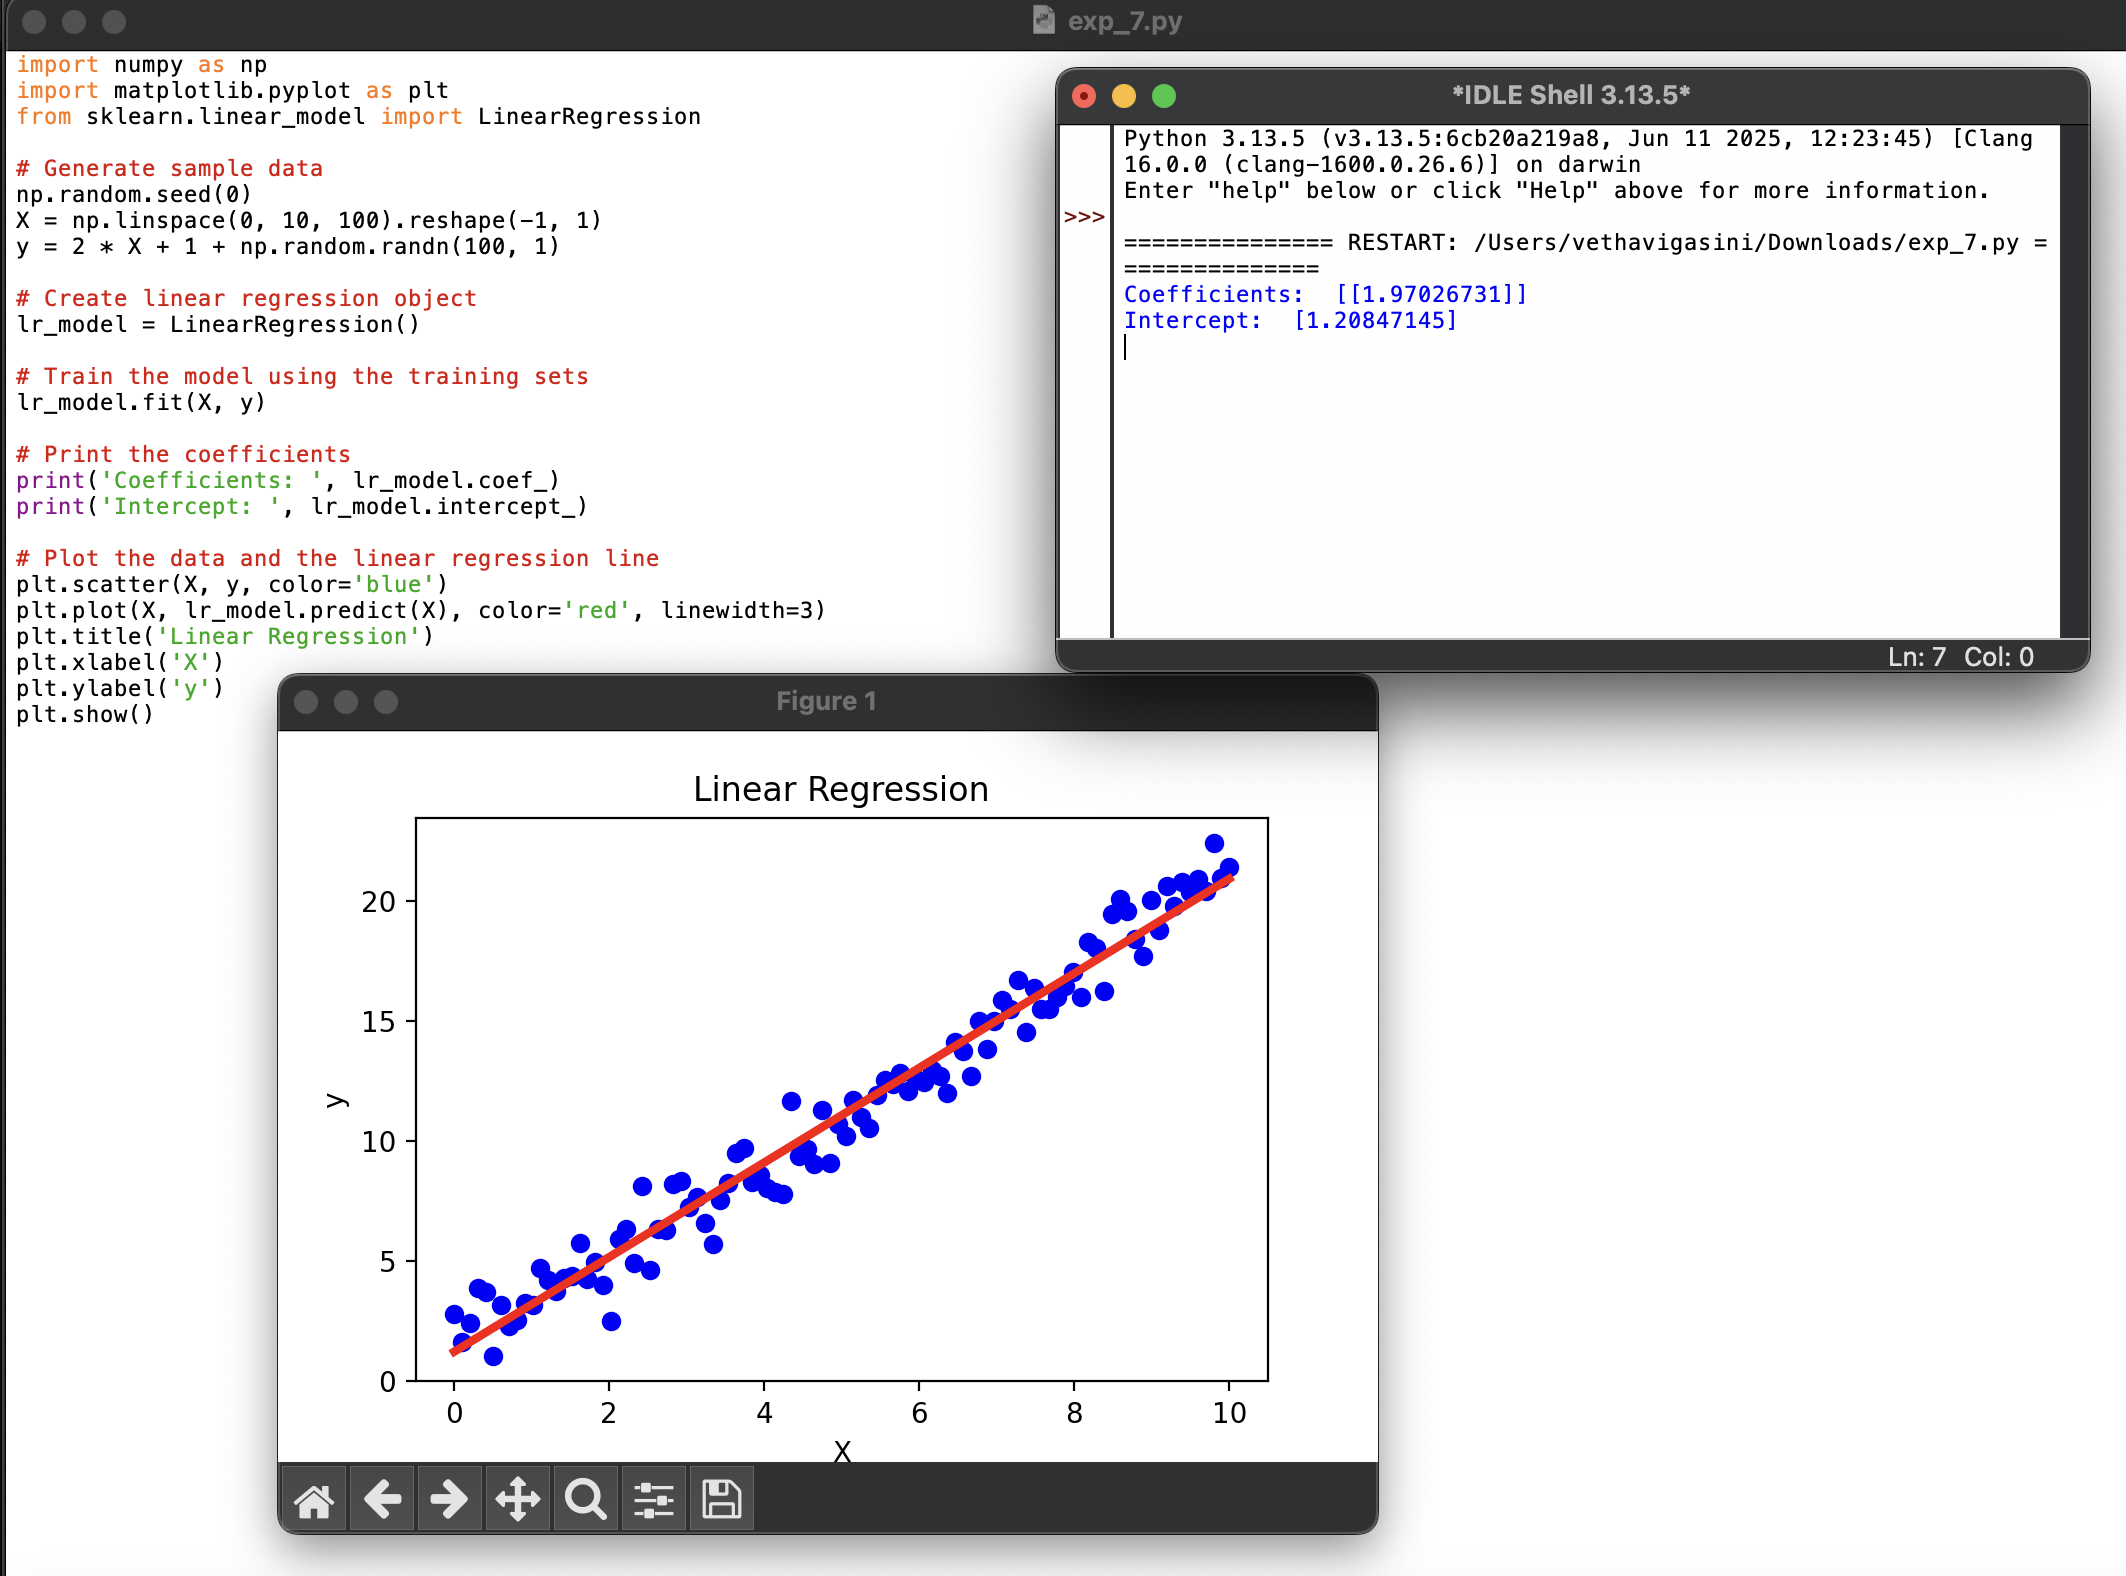 exp_7.py
import numpy as np
import matplotlib.pyplot as plt
from sklearn.linear_model import LinearRegression
# Generate sample data
np.random.seed(0)
X = np.linspace(0, 10, 100).reshape(-1, 1)
y = 2 * X + 1 + np.random.randn(100, 1)
# Create linear regression object
lr_model = LinearRegression()
# Train the model using the training sets
lr_model.fit(X, y)
# Print the coefficients
print('Coefficients: ', lr_model.coef_)
print('Intercept: ', lr_model.intercept_)
# Plot the data and the linear regression line
plt.scatter(X, y, color='blue')
plt.plot(X, lr_model.predict(X), color='red', linewidth=3)
plt.title('Linear Regression')
plt.xlabel('X')
plt.ylabel('y')
plt.show()
*IDLE Shell 3.13.5*
Python 3.13.5 (v3.13.5:6cb20a219a8, Jun 11 2025, 12:23:45) [Clang
16.0.0 (clang-1600.0.26.6)] on darwin
Enter "help" below or click "Help" above for more information.
>>>
=============== RESTART: /Users/vethavigasini/Downloads/exp_7.py =
==============
Coefficients:  [[1.97026731]]
Intercept:  [1.20847145]
Ln: 7 Col: 0
Figure 1
Linear Regression
20
15
10
5
0
y
0 2 4 6 8 10
X